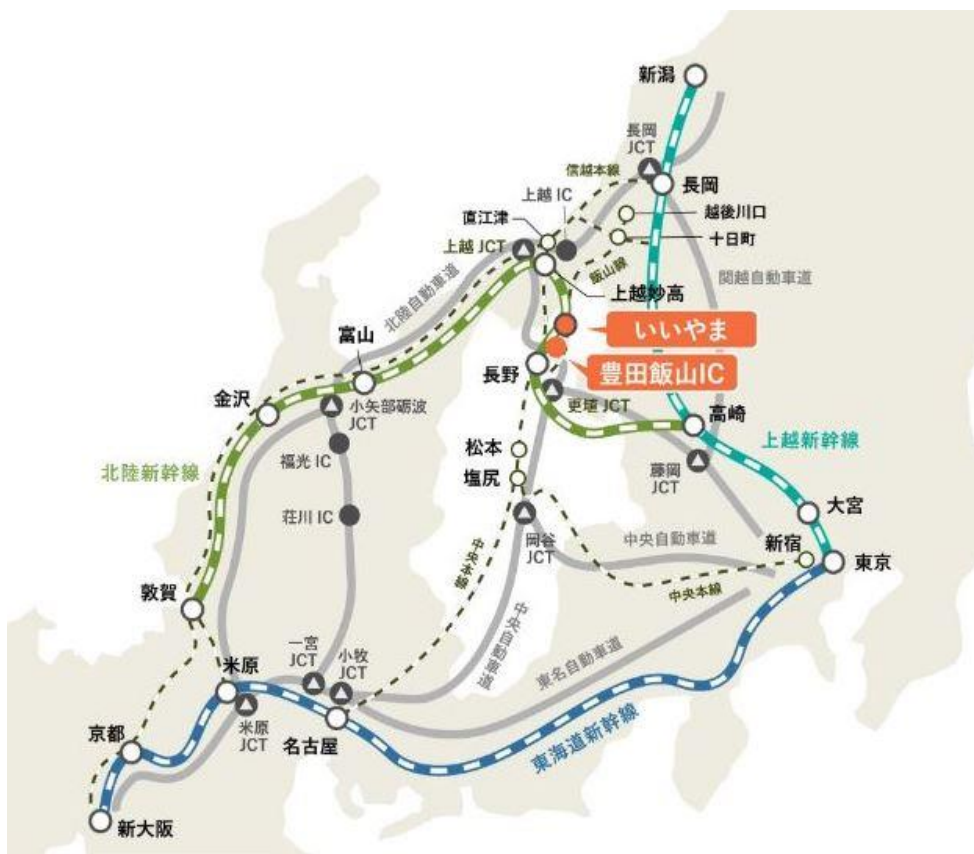 新潟
長岡
JCT
信越本線
長岡
上越 IC
越後川口
直江津
十日町
上越 JCT
飯山線
関越自動車道
上越妙高
北陸自動車道
いいやま
富山
豊田飯山IC
長野
金沢
小矢部砺波
JCT
更埴 JCT
高崎
上越新幹線
松本
福光 IC
藤岡
JCT
北陸新幹線
塩尻
大宮
荘川 IC
岡谷
JCT
中央自動車道
新宿
東京
中央本線
中央本線
敦賀
中央自動車道
一宮
JCT
小牧
JCT
東名自動車道
米原
米原
JCT
京都
名古屋
東海道新幹線
新大阪